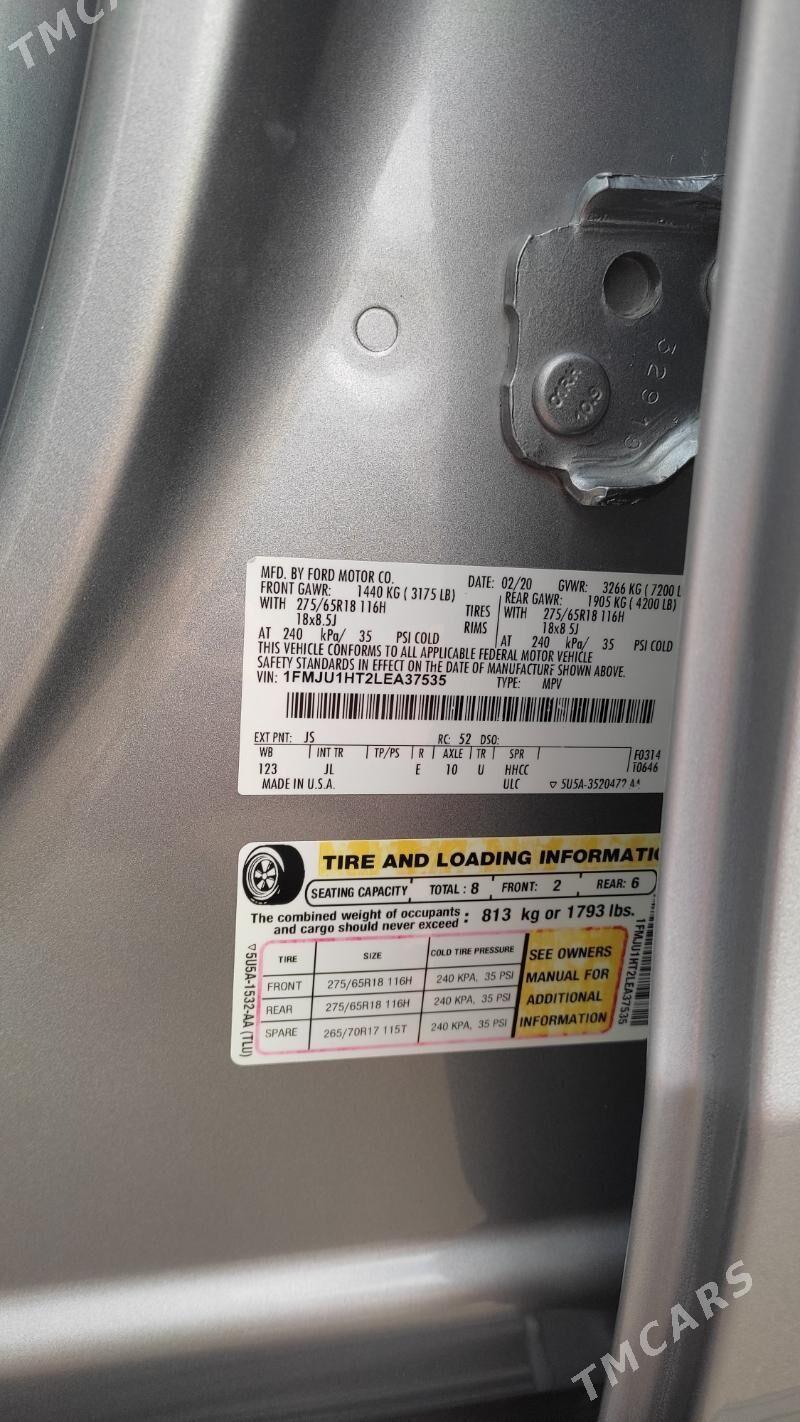 TMCA
OTRR
10.9
MFD. BY FORD MOTOR CO.
DATE: 02/20 GVWR: 3266 KG ( 7200 L
FRONT GAWR: 1440 KG ( 3175 LB)
REAR GAWR: 1905 KG ( 4200 LB)
WITH 275/65R18 116H TIRES WITH 275/65R18 116H
18x8.5J RIMS 18x8.5J
AT 240 kPa/ 35 PSI COLD AT 240 kPa/ 35 PSI COLD
THIS VEHICLE CONFORMS TO ALL APPLICABLE FEDERAL MOTOR VEHICLE
SAFETY STANDARDS IN EFFECT ON THE DATE OF MANUFACTURE SHOWN ABOVE.
VIN: 1FMJU1HT2LEA37535 TYPE: MPV
EXT PNT: JS RC: 52 DSO:
WB INT TR TP/PS R AXLE TR SPR F0314
123 JL E 10 U HHCC T0646
MADE IN U.S.A. ULC 5U5A-3520472
TIRE AND LOADING INFORMATIO
SEATING CAPACITY TOTAL : 8 FRONT: 2 REAR: 6
The combined weight of occupants
and cargo should never exceed : 813 kg or 1793 lbs.
TIRE SIZE COLD TIRE PRESSURE
FRONT 275/65R18 116H 240 KPA, 35 PSI
REAR 275/65R18 116H 240 KPA, 35 PSI
SPARE 265/70R17 115T 240 KPA, 35 PSI
SEE OWNERS
MANUAL FOR
ADDITIONAL
INFORMATION
5U5A-1532-AA (TLU)
1FMJU1HT2LEA37535
TMCARS